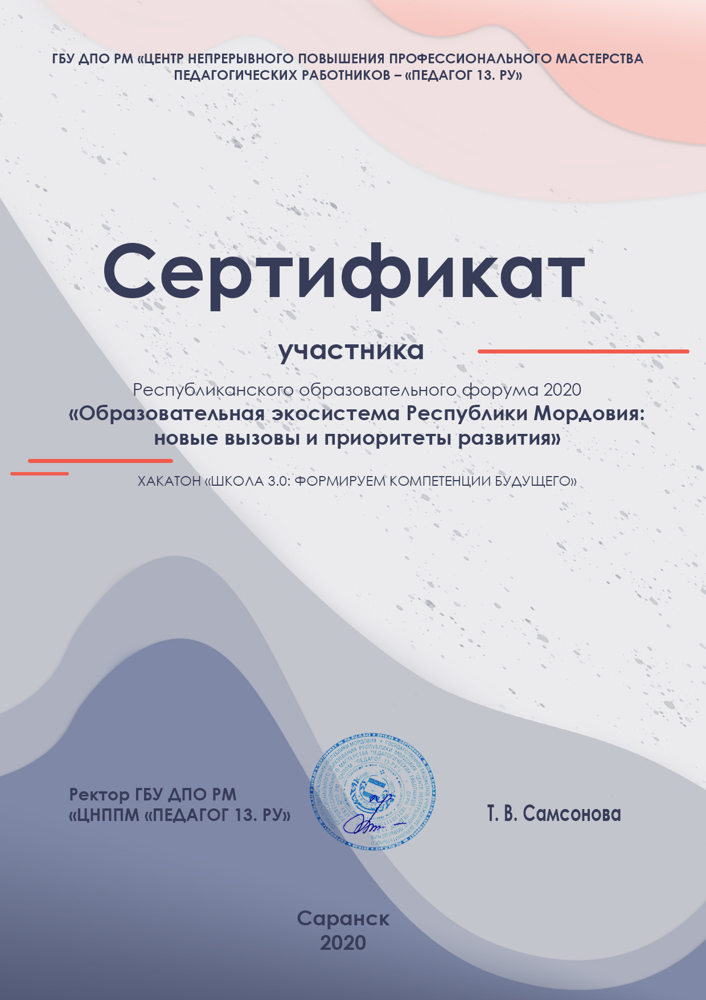 ГБУ ДПО РМ «ЦЕНТР НЕПРЕРЫВНОГО ПОВЫШЕНИЯ ПРОФЕССИОНАЛЬНОГО МАСТЕРСТВА
ПЕДАГОГИЧЕСКИХ РАБОТНИКОВ – «ПЕДАГОГ 13. РУ»
Сертификат
участника
Республиканского образовательного форума 2020
«Образовательная экосистема Республики Мордовия:
новые вызовы и приоритеты развития»
ХАКАТОН «ШКОЛА 3.0: ФОРМИРУЕМ КОМПЕТЕНЦИИ БУДУЩЕГО»
Ректор ГБУ ДПО РМ
«ЦНППМ «ПЕДАГОГ 13. РУ»
Т. В. Самсонова
Саранск
2020